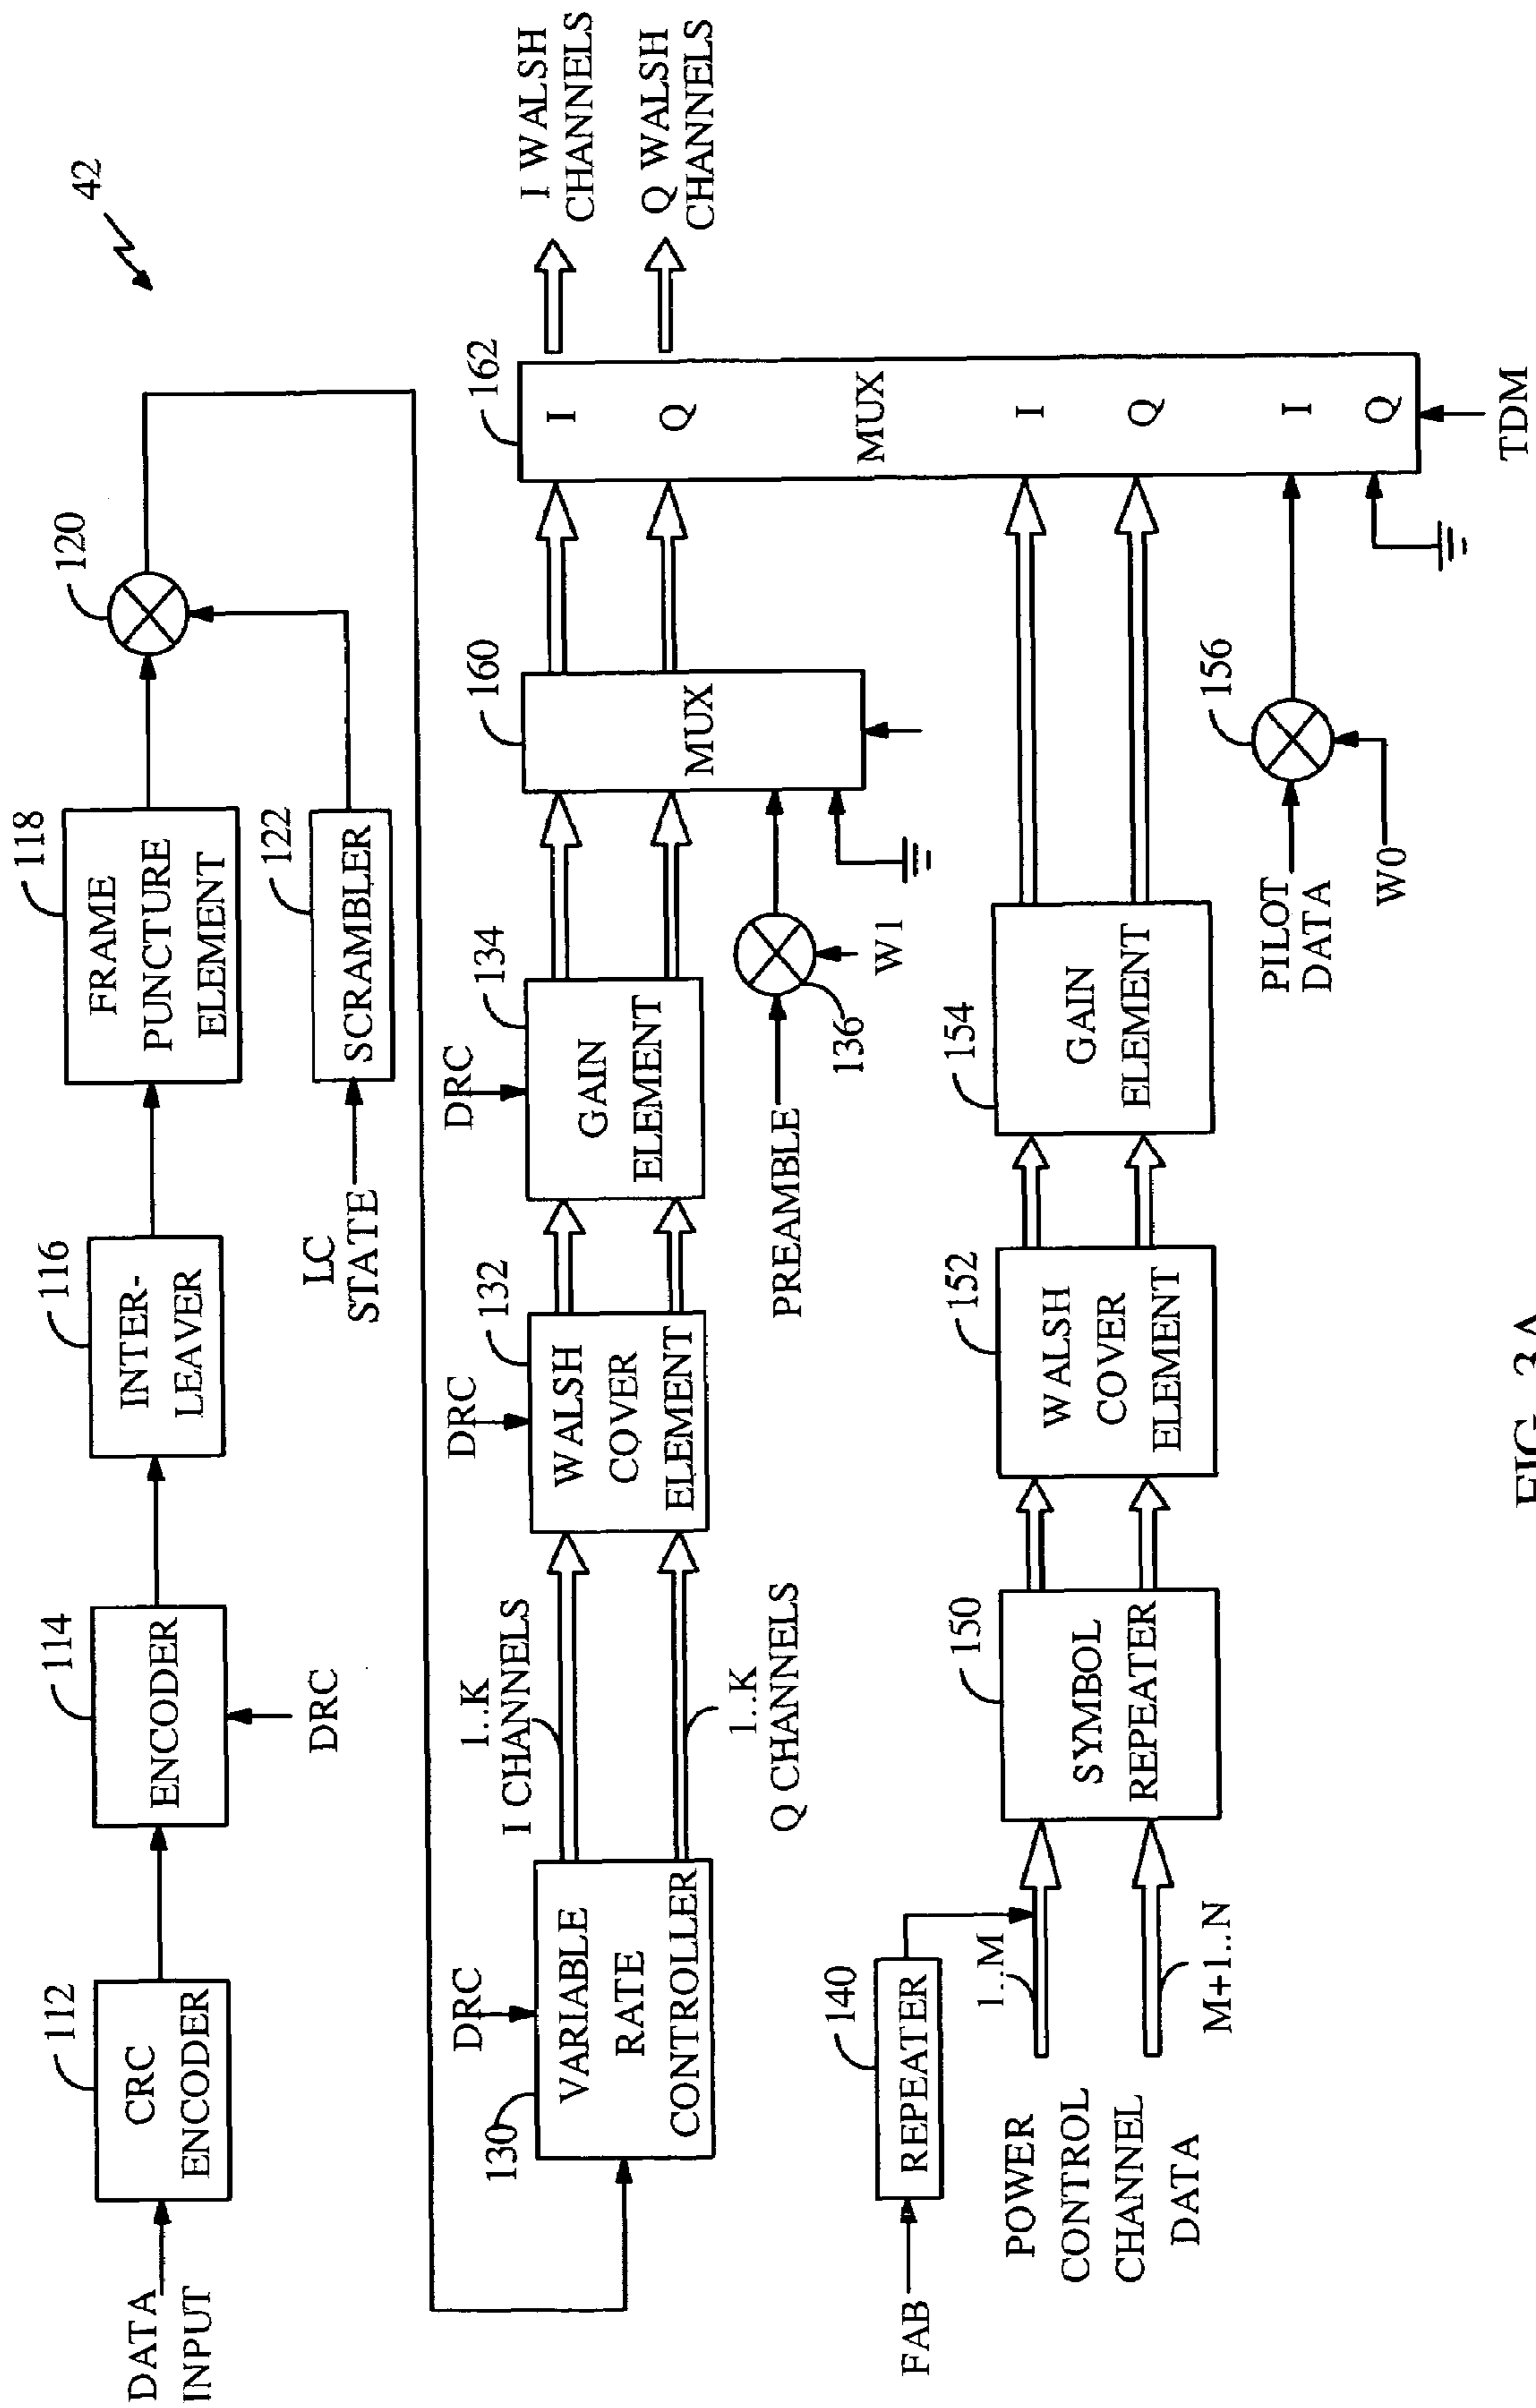 42
DATA
INPUT
112
CRC
ENCODER
114
ENCODER
DRC
116
INTER-
LEAVER
118
FRAME
PUNCTURE
ELEMENT
120
LC
STATE
122
SCRAMBLER
130
DRC
VARIABLE
RATE
CONTROLLER
1..K
I CHANNELS
1..K
Q CHANNELS
DRC
132
WALSH
COVER
ELEMENT
DRC
134
GAIN
ELEMENT
PREAMBLE
136
W1
160
MUX
162
I
Q
MUX
I
Q
I
Q
TDM
I WALSH
CHANNELS
Q WALSH
CHANNELS
FAB
140
REPEATER
POWER
CONTROL
CHANNEL
DATA
1..M
M+1..N
150
SYMBOL
REPEATER
152
WALSH
COVER
ELEMENT
154
GAIN
ELEMENT
PILOT
DATA
156
W0
FIG. 3A